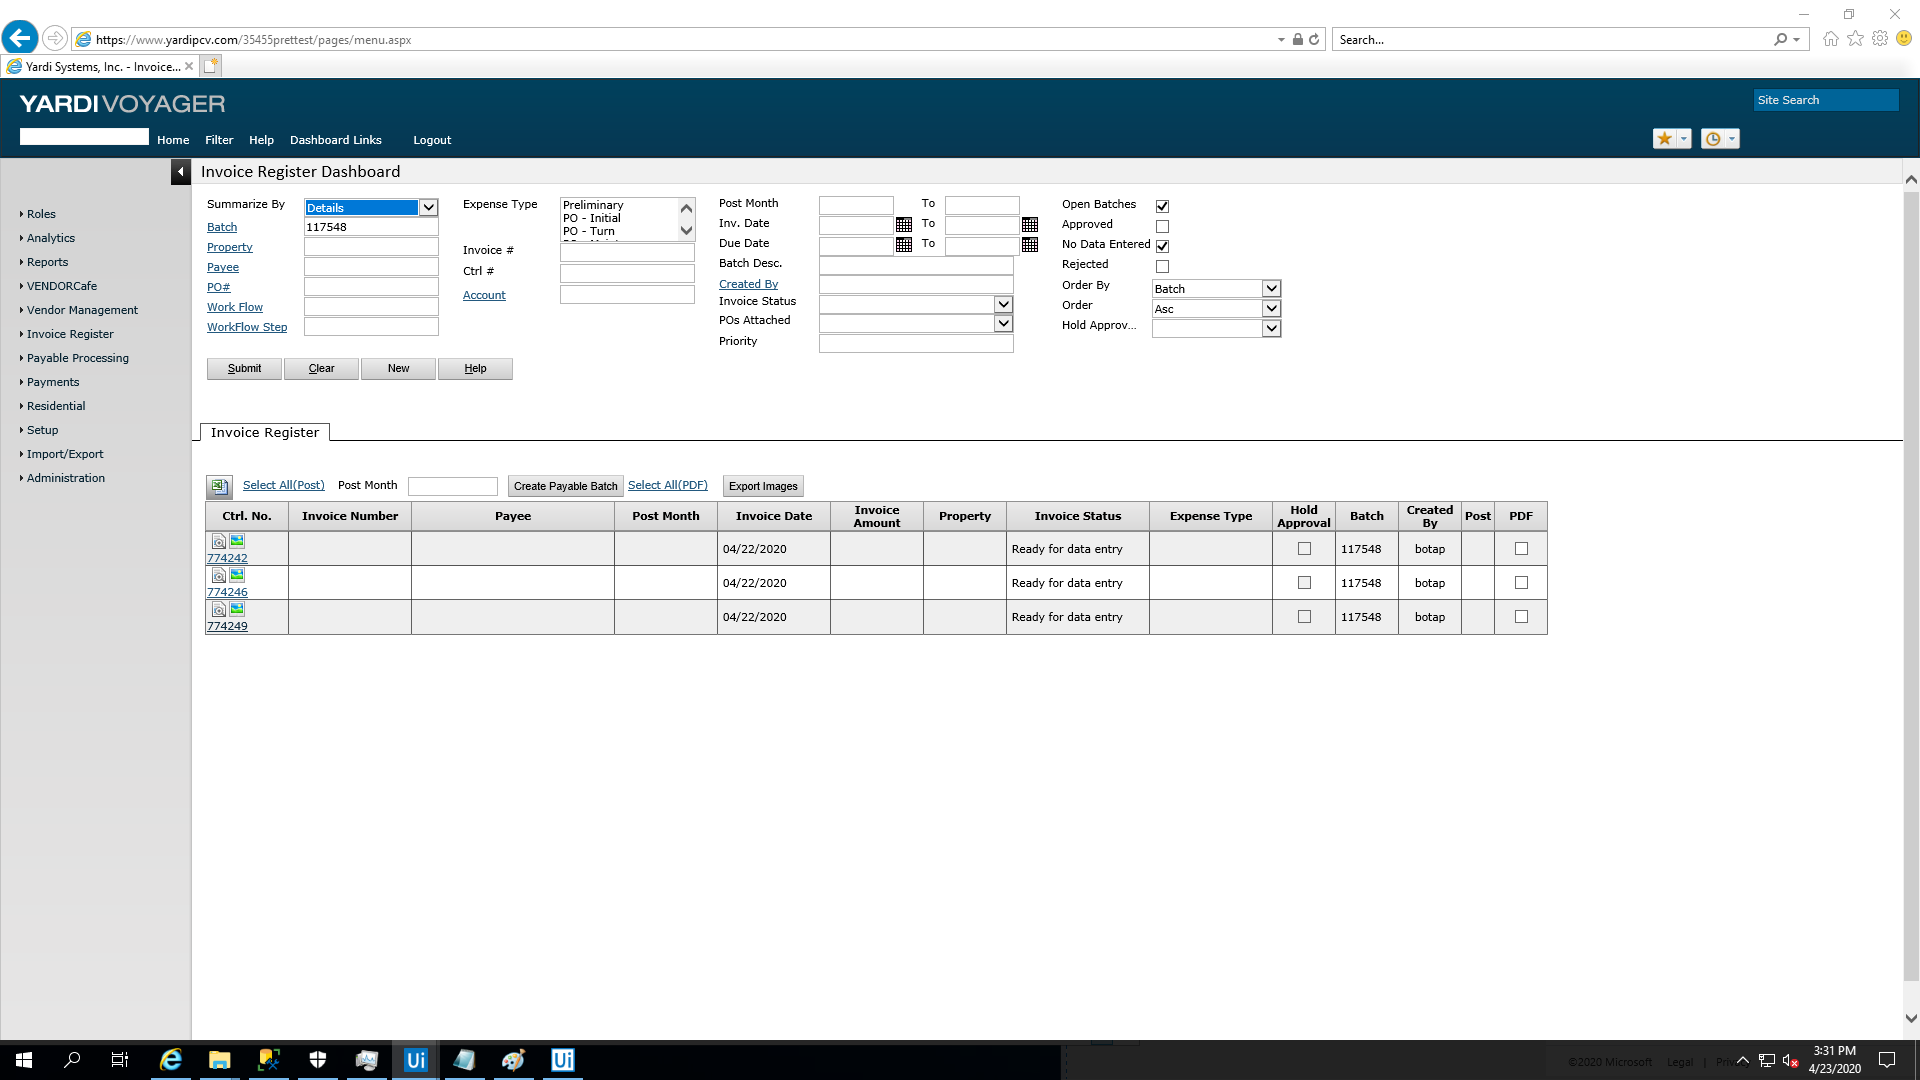 https://www.yardipcv.com/35455prettest/pages/menu.aspx
Search...
Yardi Systems, Inc. - Invoice...
YARDI VOYAGER
Site Search
Home Filter Help Dashboard Links Logout
Invoice Register Dashboard
Roles
Analytics
Reports
VENDORCafe
Vendor Management
Invoice Register
Payable Processing
Payments
Residential
Setup
Import/Export
Administration
Summarize By Details
Batch 117548
Property
Payee
PO#
Work Flow
WorkFlow Step
Expense Type
Preliminary
PO - Initial
PO - Turn
Invoice #
Ctrl #
Account
Post Month To
Inv. Date To
Due Date To
Batch Desc.
Created By
Invoice Status
POs Attached
Priority
Open Batches
Approved
No Data Entered
Rejected
Order By Batch
Order Asc
Hold Approv...
Submit Clear New Help
Invoice Register
Select All(Post) Post Month Create Payable Batch Select All(PDF) Export Images
Ctrl. No. Invoice Number Payee Post Month Invoice Date Invoice Amount Property Invoice Status Expense Type Hold Approval Batch Created By Post PDF
774242 04/22/2020 Ready for data entry 117548 botap
774246 04/22/2020 Ready for data entry 117548 botap
774249 04/22/2020 Ready for data entry 117548 botap
Ui
Ui
©2020 Microsoft Legal
3:31 PM
4/23/2020